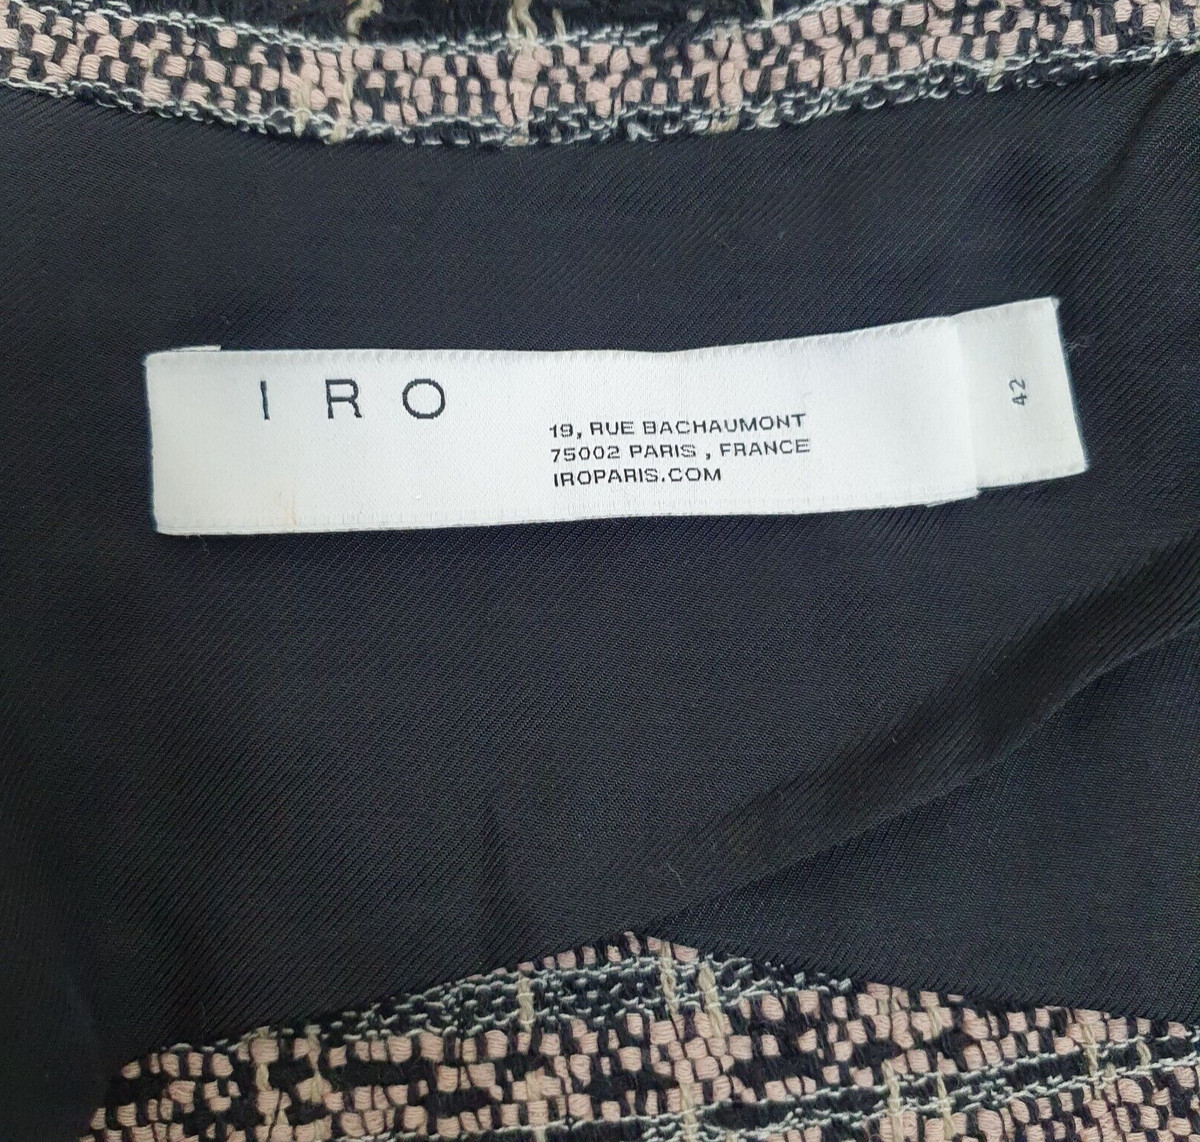 IRO
19, RUE BACHAUMONT
75002 PARIS , FRANCE
IROPARIS.COM
42